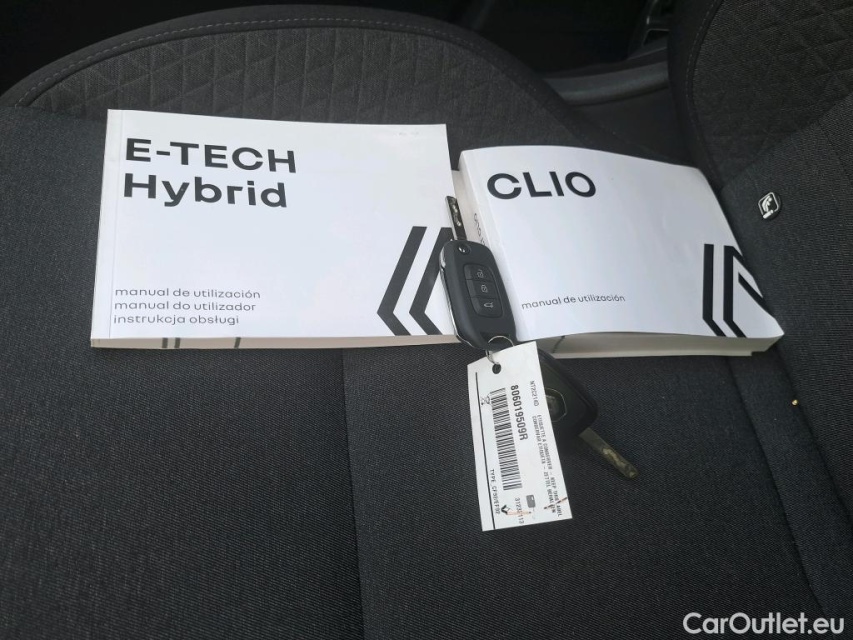 E-TECH
Hybrid
manual de utilización
manual do utilizador
instrukcja obsługi
CLIO
manual de utilización
806019509R
CarOutlet.eu